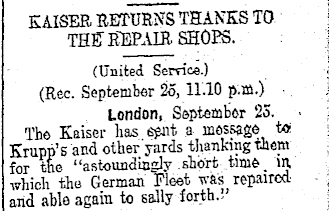 KAISER RETURNS THANKS TO
THE REPAIR SHOPS.
(United Service.)
(Rec. September 25, 11.10 p.m.)
London, September 25.
The Kaiser has sent a message to
Krupp's and other yards thanking them
for the "astoundingly short time in
which the German Fleet was repaired
and able again to sally forth."